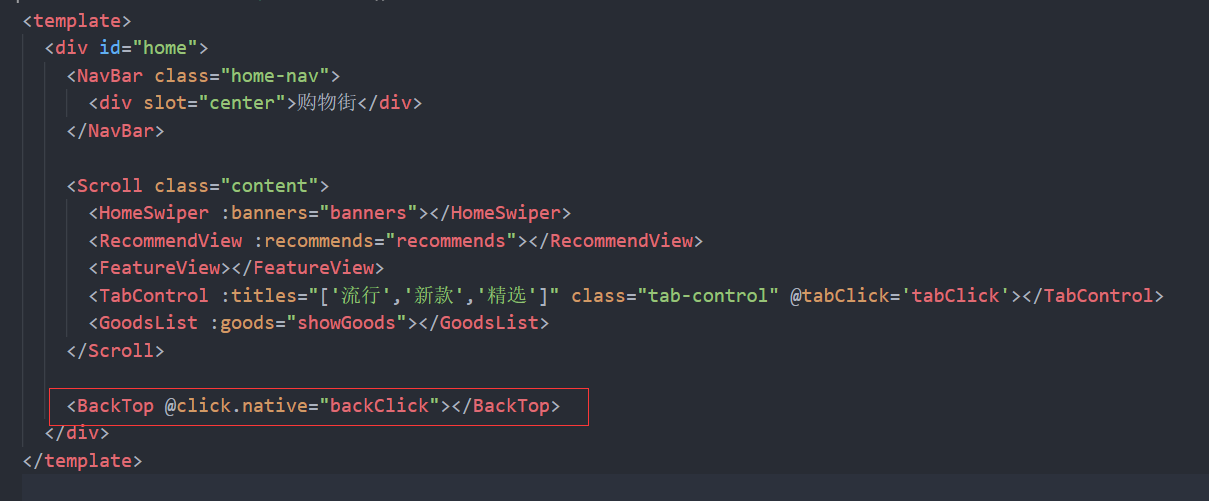 <template>
<div id="home">
<NavBar class="home-nav">
<div slot="center">购物街</div>
</NavBar>
<Scroll class="content">
<HomeSwiper :banners="banners"></HomeSwiper>
<RecommendView :recommends="recommends"></RecommendView>
<FeatureView></FeatureView>
<TabControl :titles="['流行','新款','精选']" class="tab-control" @tabClick='tabClick'></TabControl>
<GoodsList :goods="showGoods"></GoodsList>
</Scroll>
<BackTop @click.native="backClick"></BackTop>
</div>
</template>